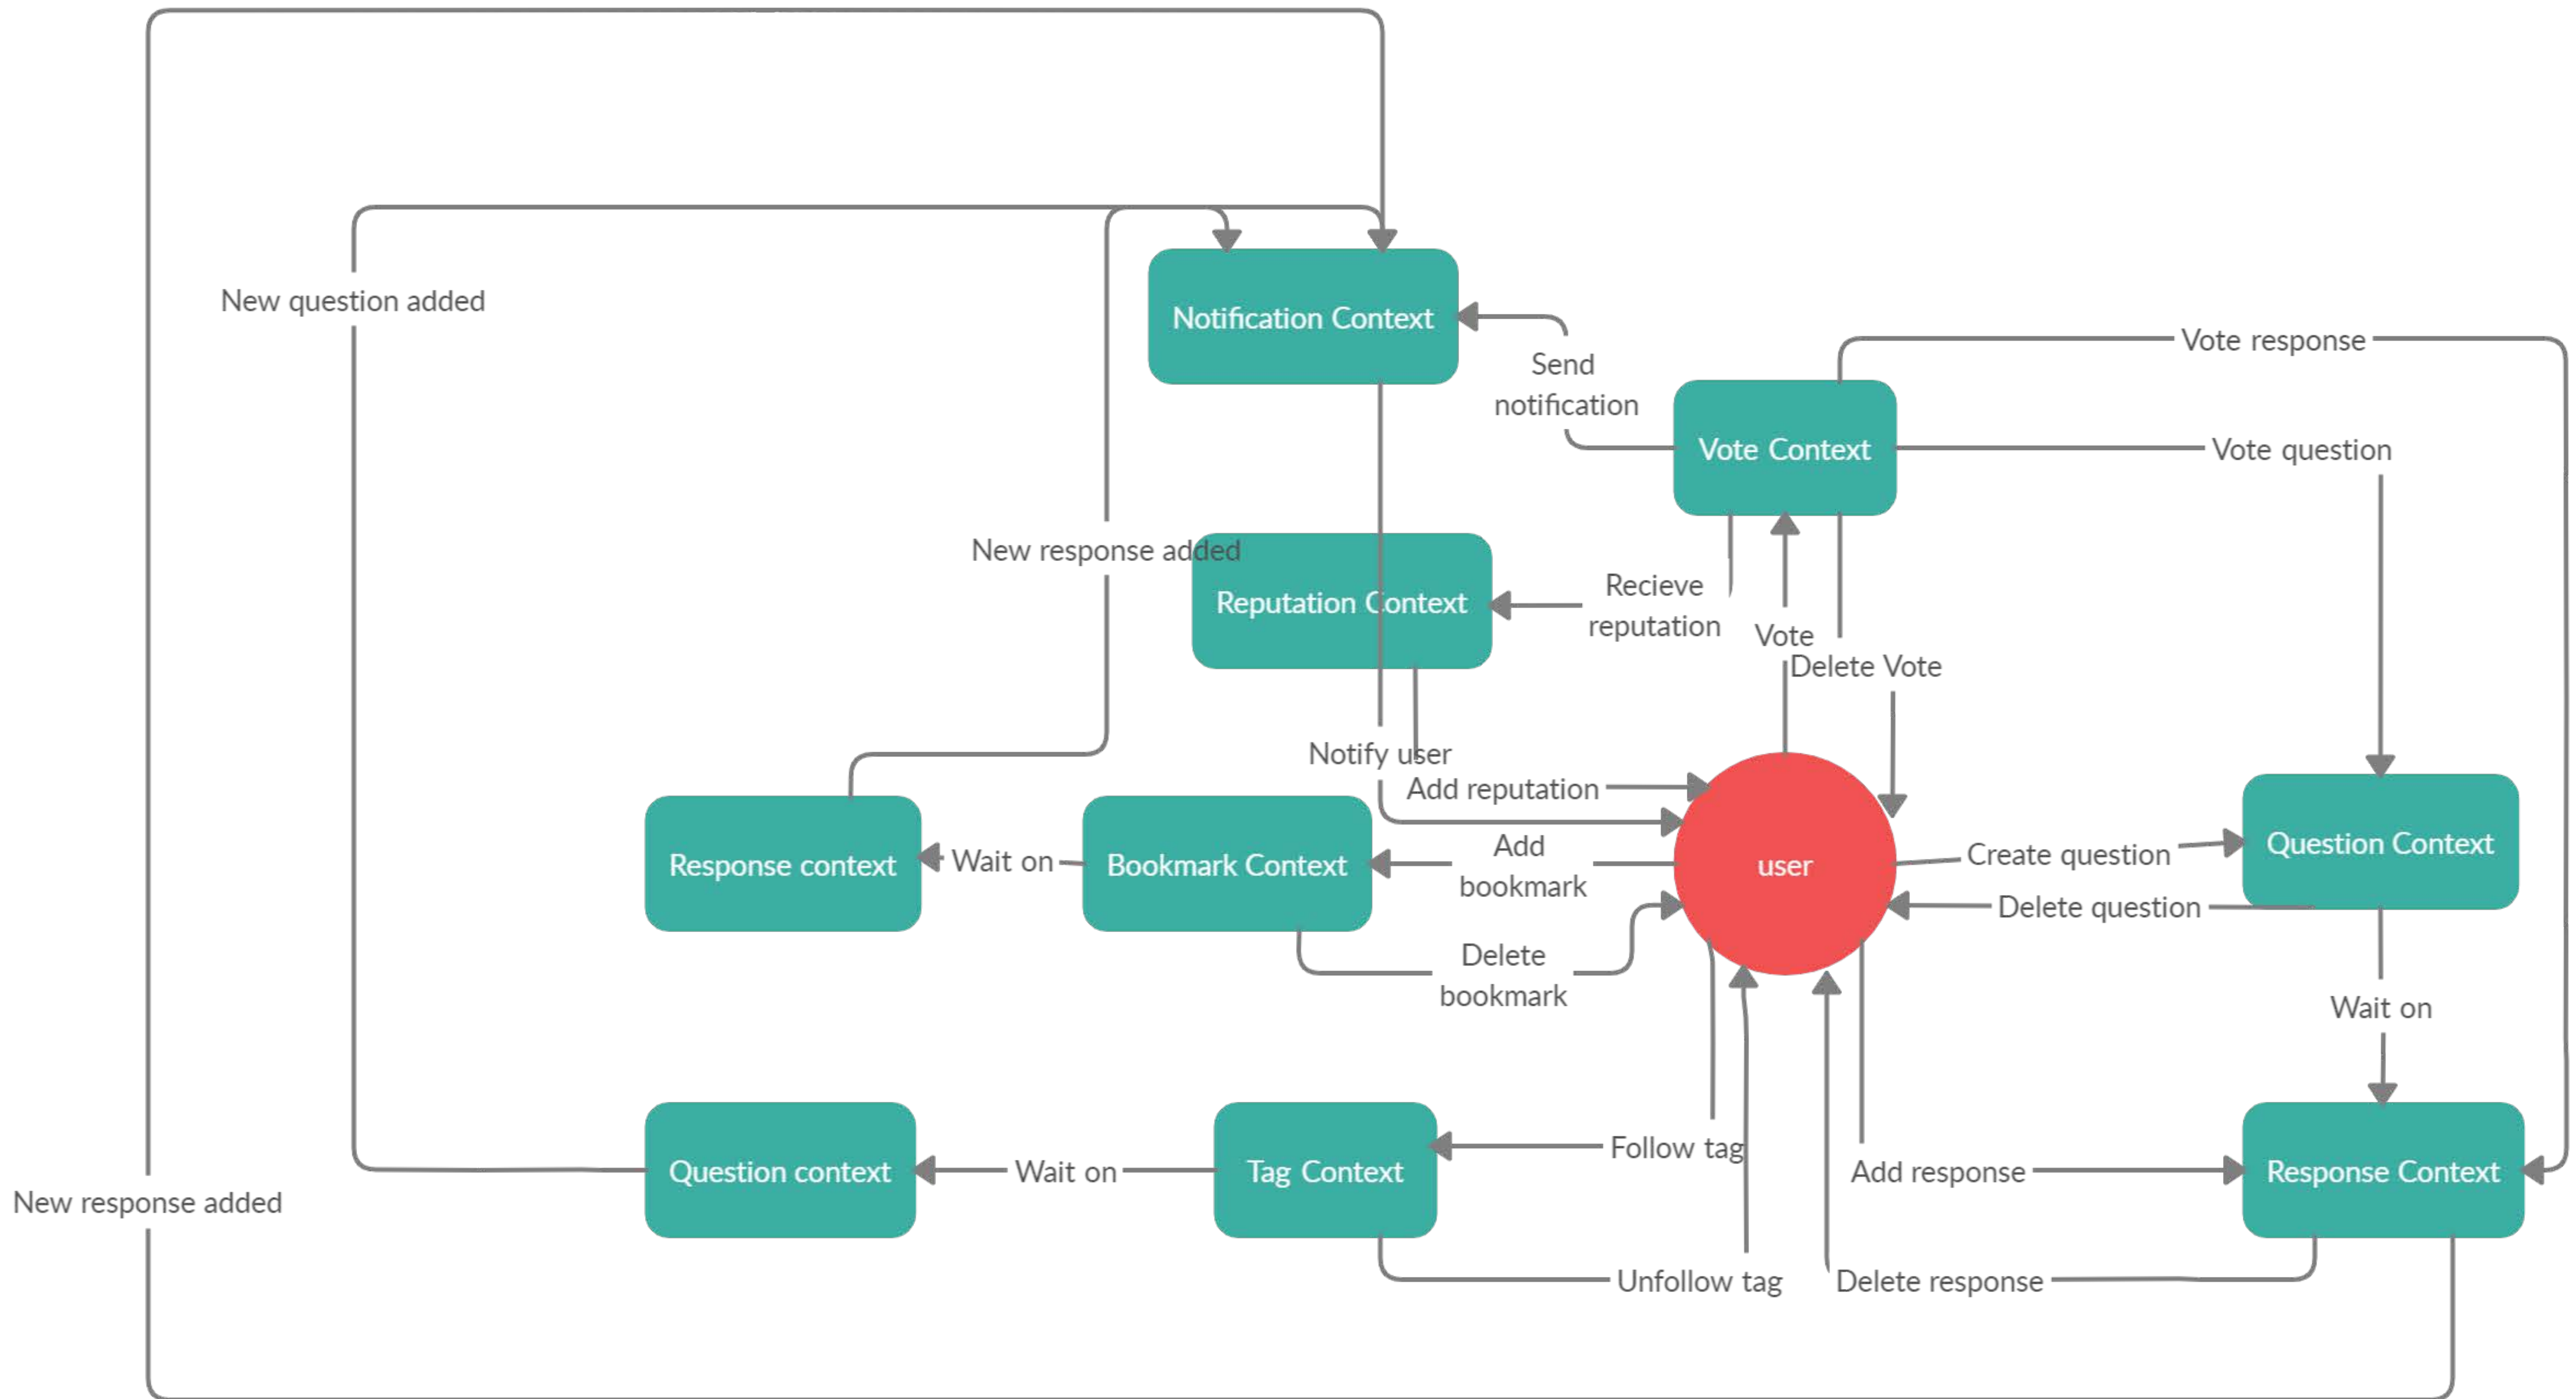 New question added
Notification Context
Send
notification
Vote response
Vote Context
Vote question
New response added
Reputation Context
Recieve
reputation
Vote
Delete Vote
Notify user
Add reputation
Response context
Wait on
Bookmark Context
Add
bookmark
user
Create question
Question Context
Delete question
Delete
bookmark
Wait on
Question context
Wait on
Tag Context
Follow tag
Add response
Response Context
New response added
Unfollow tag
Delete response